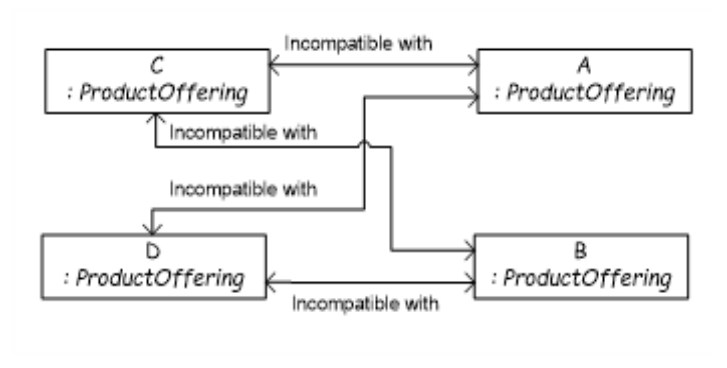 Incompatible with
C
: ProductOffering
A
: ProductOffering
Incompatible with
Incompatible with
D
: ProductOffering
B
: ProductOffering
Incompatible with